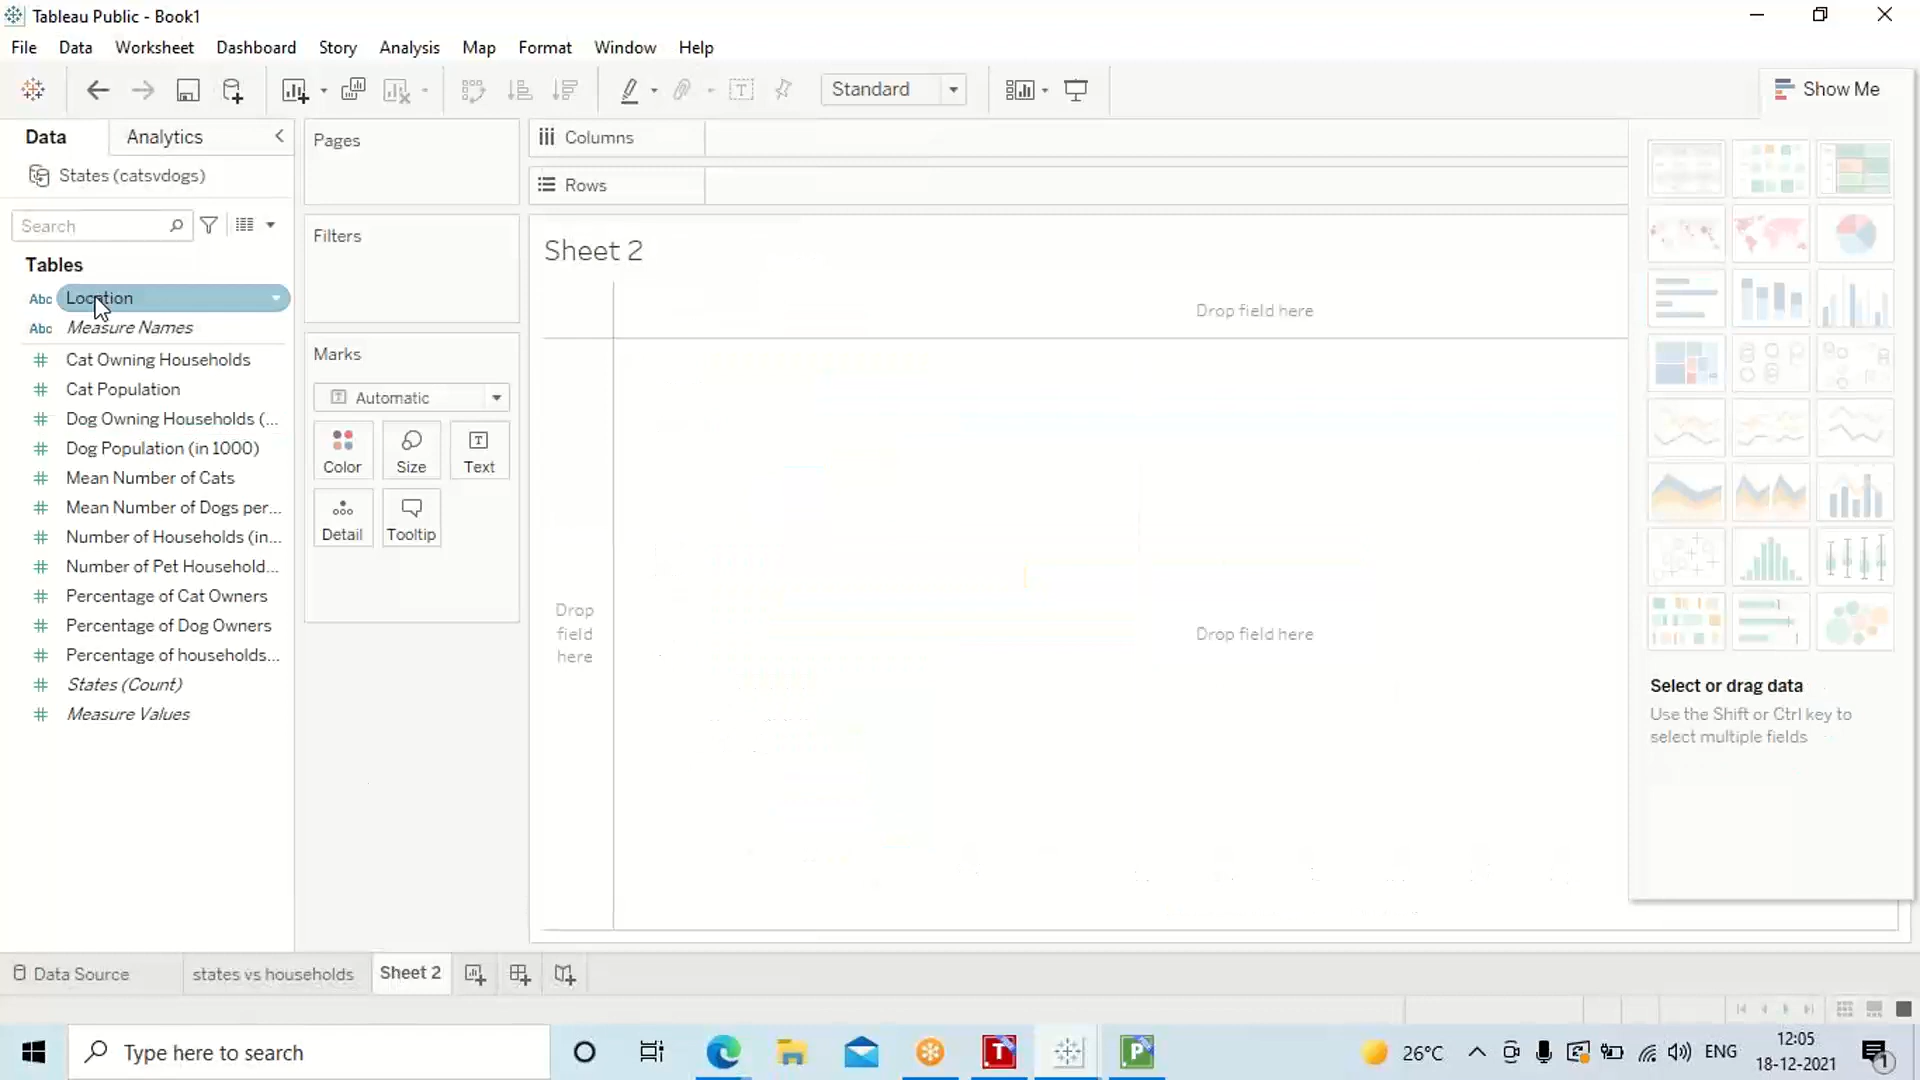 Tableau Public - Book1
File Data Worksheet Dashboard Story Analysis Map Format Window Help
Standard
Show Me
Data Analytics
Pages
Columns
States (catsvdogs)
Rows
Search
Filters
Sheet 2
Tables
Abc Location
Drop field here
Abc Measure Names
Marks
Cat Owning Households
Automatic
Cat Population
Dog Owning Households (...
Dog Population (in 1000)
Color Size Text
Mean Number of Cats
Mean Number of Dogs per...
Detail Tooltip
Number of Households (in...
Number of Pet Household...
Percentage of Cat Owners
Drop
field
here
Drop field here
Percentage of Dog Owners
Percentage of households...
States (Count)
Measure Values
Select or drag data
Use the Shift or Ctrl key to
select multiple fields
Data Source states vs households Sheet 2
Type here to search
26°C
ENG
12:05
18-12-2021
1